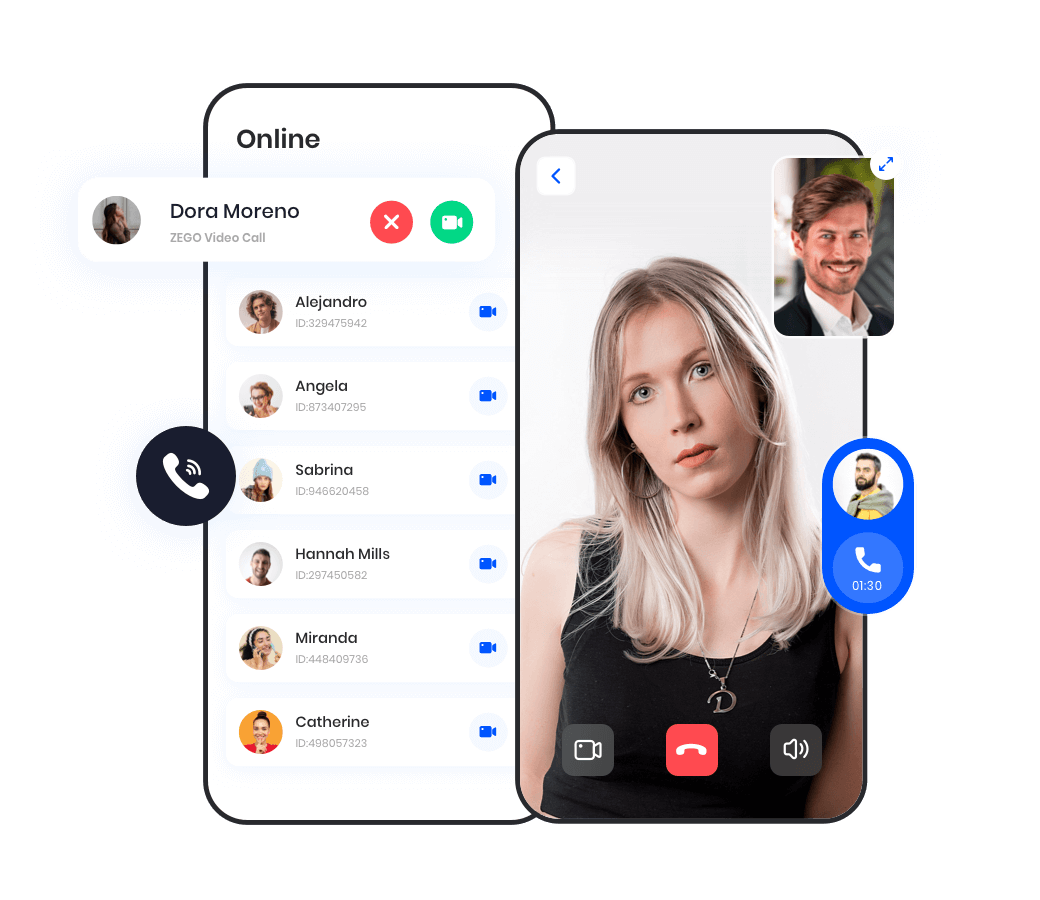 Online
Dora Moreno
ZEGO Video Call
Alejandro
ID:329475942
Angela
ID:873407295
Sabrina
ID:946620458
Hannah Mills
ID:297450582
Miranda
ID:448409736
Catherine
ID:498057323
01:30
D